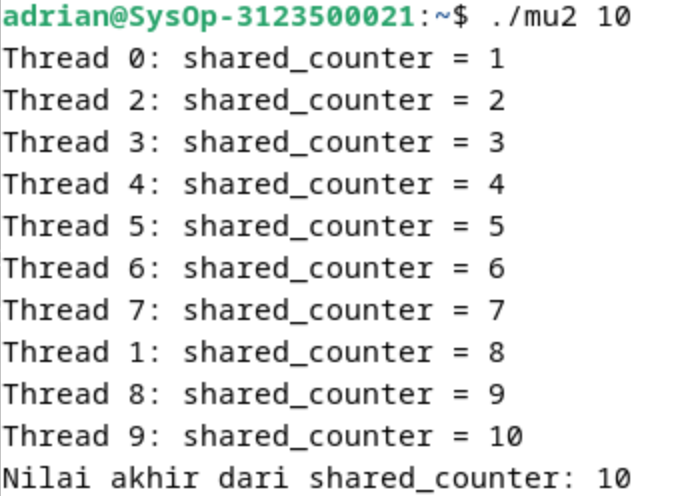 adrian@SysOp-3123500021:~$ ./mu2 10
Thread 0: shared_counter = 1
Thread 2: shared_counter = 2
Thread 3: shared_counter = 3
Thread 4: shared_counter = 4
Thread 5: shared_counter = 5
Thread 6: shared_counter = 6
Thread 7: shared_counter = 7
Thread 1: shared_counter = 8
Thread 8: shared_counter = 9
Thread 9: shared_counter = 10
Nilai akhir dari shared_counter: 10